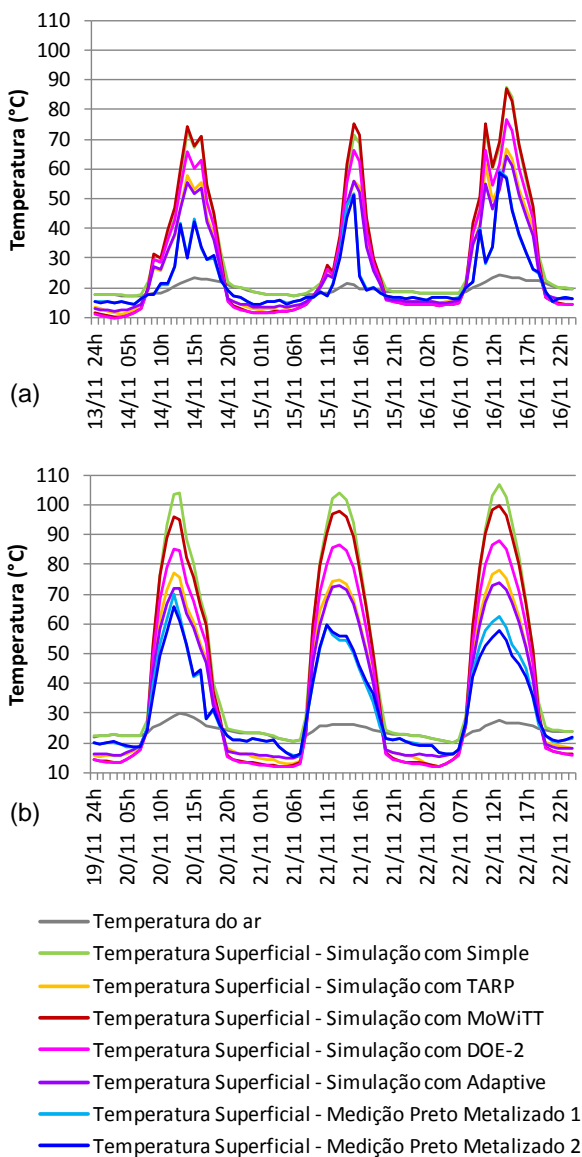 110
100
90
80
70
60
50
40
30
20
10
Temperatura (°C)
13/11 24h
14/11 05h
14/11 10h
14/11 15h
14/11 20h
15/11 01h
15/11 06h
15/11 11h
15/11 16h
15/11 21h
16/11 02h
16/11 07h
16/11 12h
16/11 17h
16/11 22h
(a)
110
100
90
80
70
60
50
40
30
20
10
Temperatura (°C)
19/11 24h
20/11 05h
20/11 10h
20/11 15h
20/11 20h
21/11 01h
21/11 06h
21/11 11h
21/11 16h
21/11 21h
22/11 02h
22/11 07h
22/11 12h
22/11 17h
22/11 22h
(b)
Temperatura do ar
Temperatura Superficial - Simulação com Simple
Temperatura Superficial - Simulação com TARP
Temperatura Superficial - Simulação com MoWiTT
Temperatura Superficial - Simulação com DOE-2
Temperatura Superficial - Simulação com Adaptive
Temperatura Superficial - Medição Preto Metalizado 1
Temperatura Superficial - Medição Preto Metalizado 2